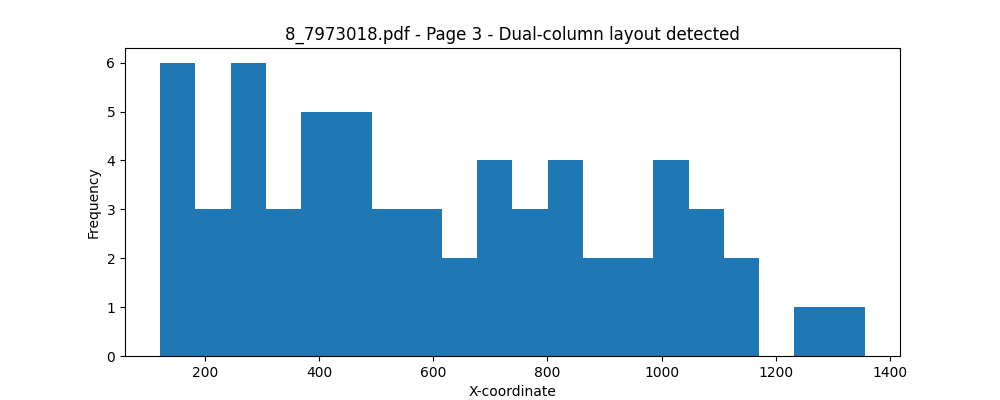 8_7973018.pdf - Page 3 - Dual-column layout detected
6
5
4
3
2
1
0
Frequency
200 400 600 800 1000 1200 1400
X-coordinate